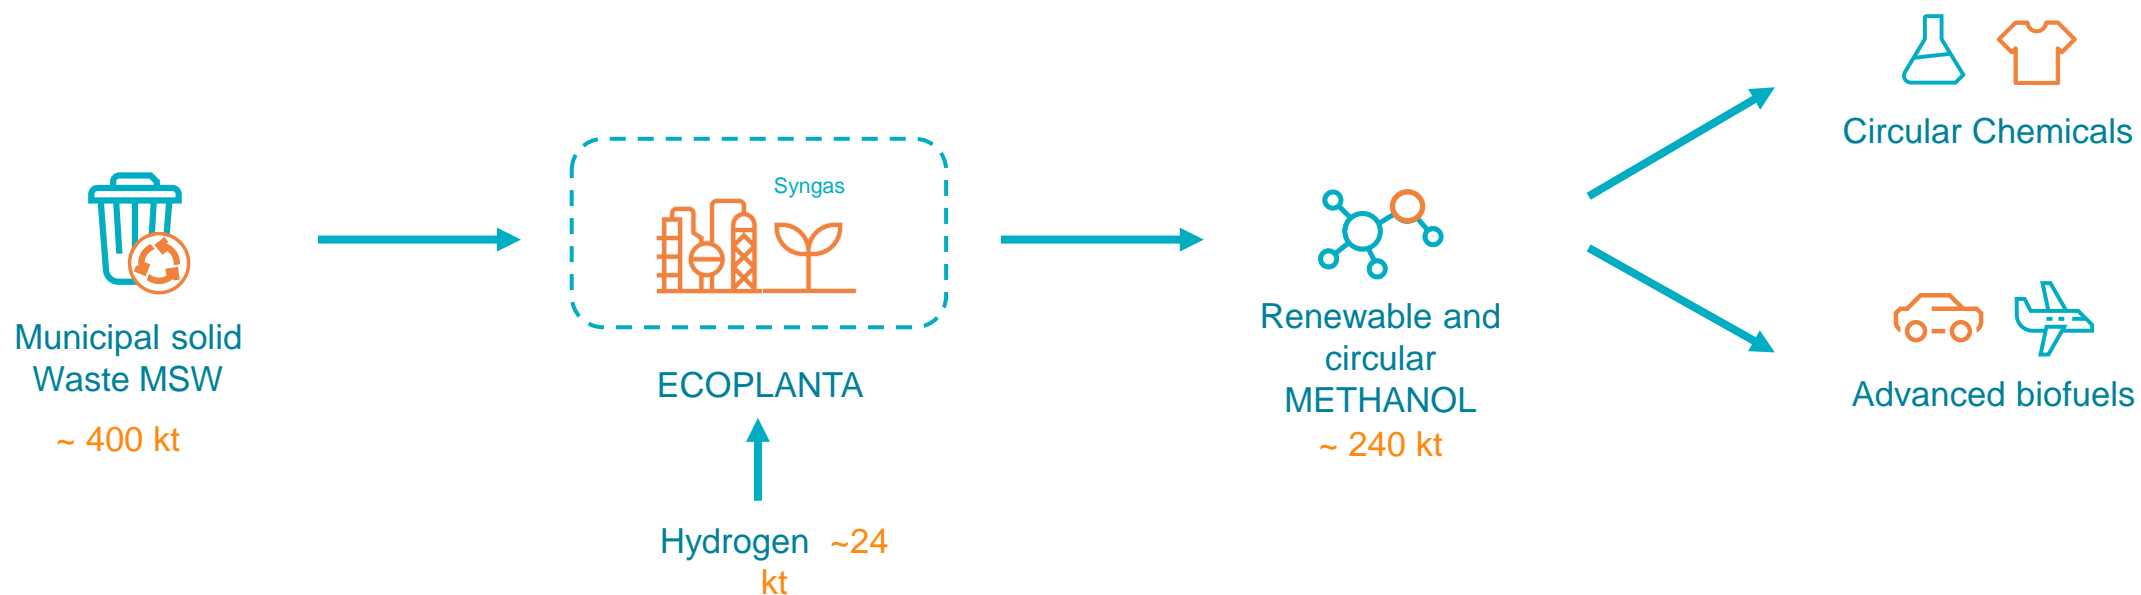 Municipal solid
Waste MSW
~ 400 kt
Syngas
ECOPLANTA
Hydrogen ~24
kt
Renewable and
circular
METHANOL
~ 240 kt
Circular Chemicals
Advanced biofuels